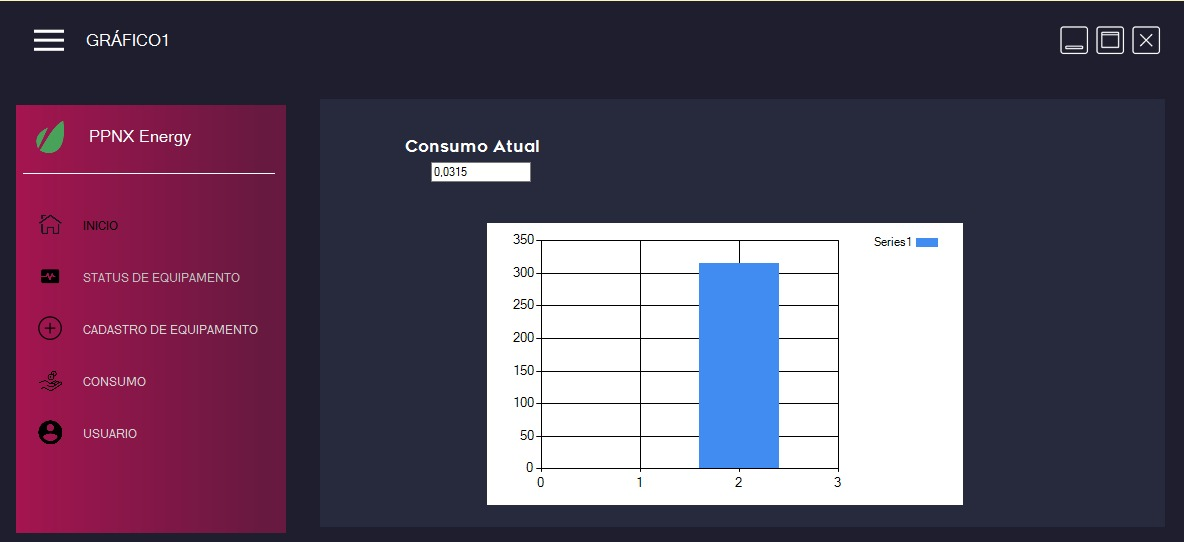 GRÁFICO1
PPNX Energy
INICIO
STATUS DE EQUIPAMENTO
CADASTRO DE EQUIPAMENTO
CONSUMO
USUARIO
Consumo Atual
0,0315
Series1
350
300
250
200
150
100
50
0
0 1 2 3